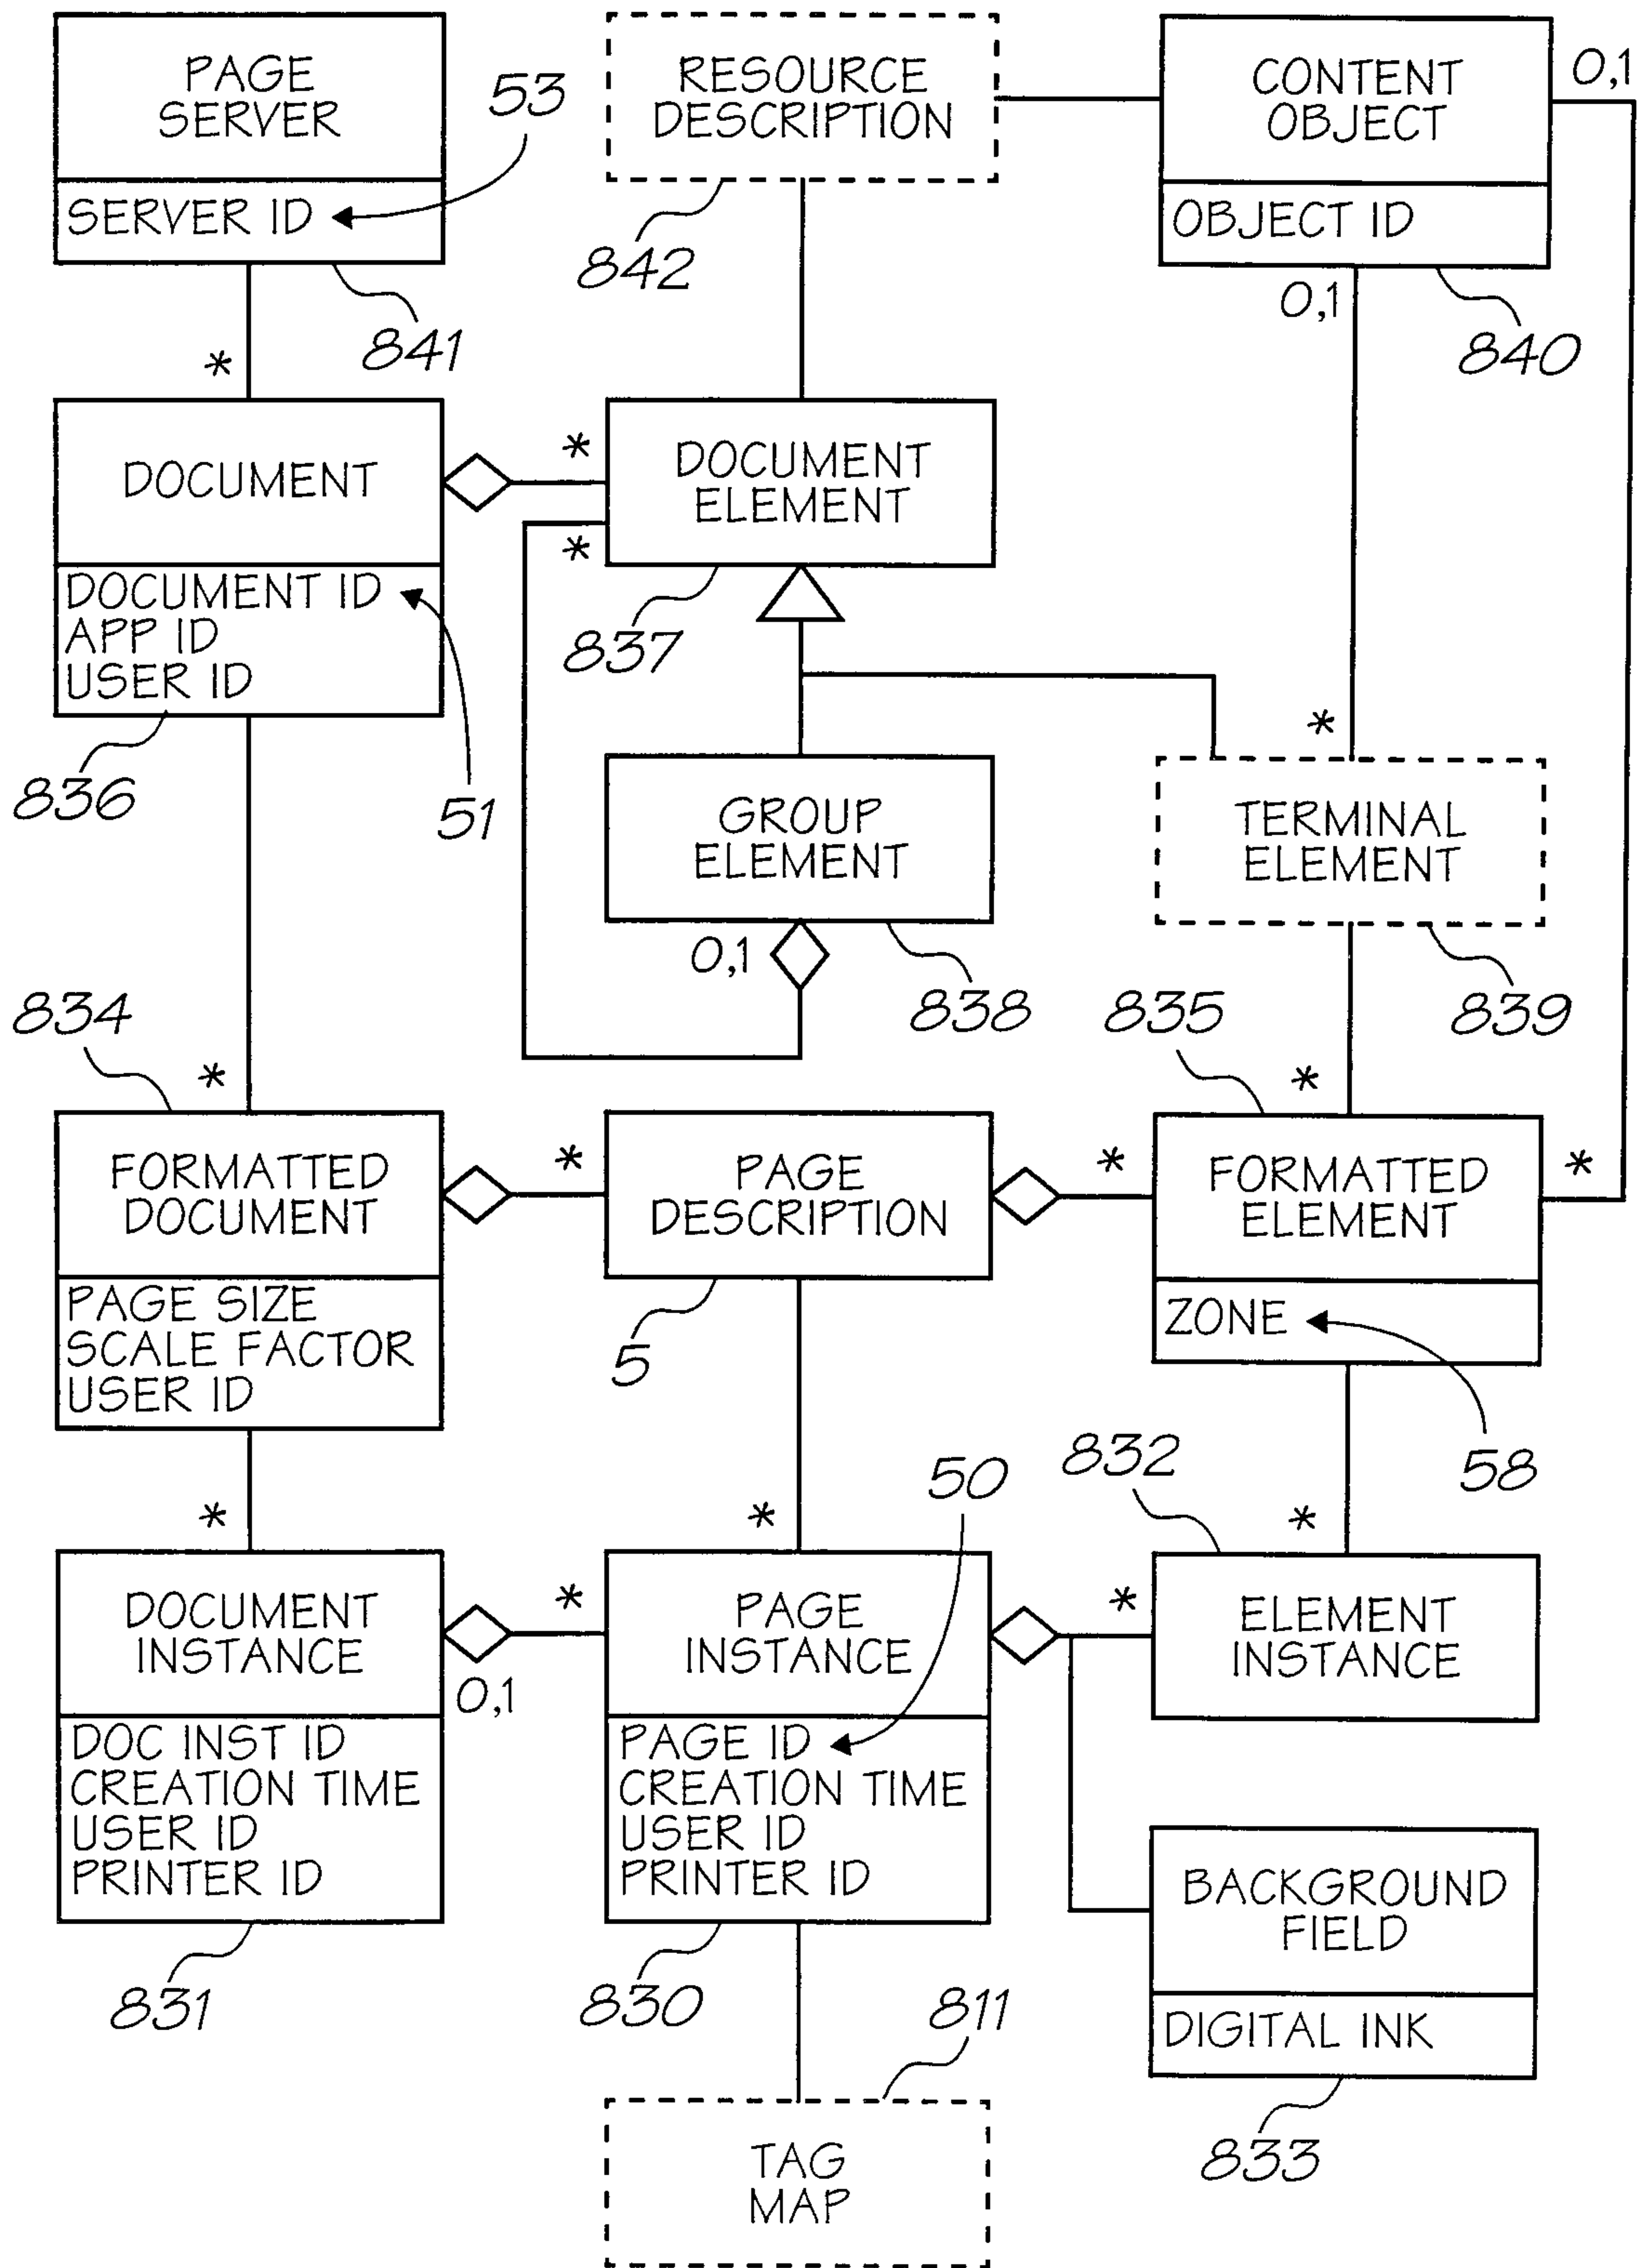 PAGE
SERVER
SERVER ID
53
841
RESOURCE
DESCRIPTION
842
CONTENT
OBJECT
OBJECT ID
0,1
0,1
840
*
DOCUMENT
DOCUMENT ID
APP ID
USER ID
836
51
*
*
DOCUMENT
ELEMENT
837
GROUP
ELEMENT
0,1
838
*
TERMINAL
ELEMENT
839
834
*
FORMATTED
DOCUMENT
PAGE SIZE
SCALE FACTOR
USER ID
*
PAGE
DESCRIPTION
5
835
*
*
FORMATTED
ELEMENT
*
ZONE
58
*
DOCUMENT
INSTANCE
0,1
DOC INST ID
CREATION TIME
USER ID
PRINTER ID
831
*
*
50
PAGE
INSTANCE
PAGE ID
CREATION TIME
USER ID
PRINTER ID
830
832
*
*
ELEMENT
INSTANCE
BACKGROUND
FIELD
DIGITAL INK
833
811
TAG
MAP